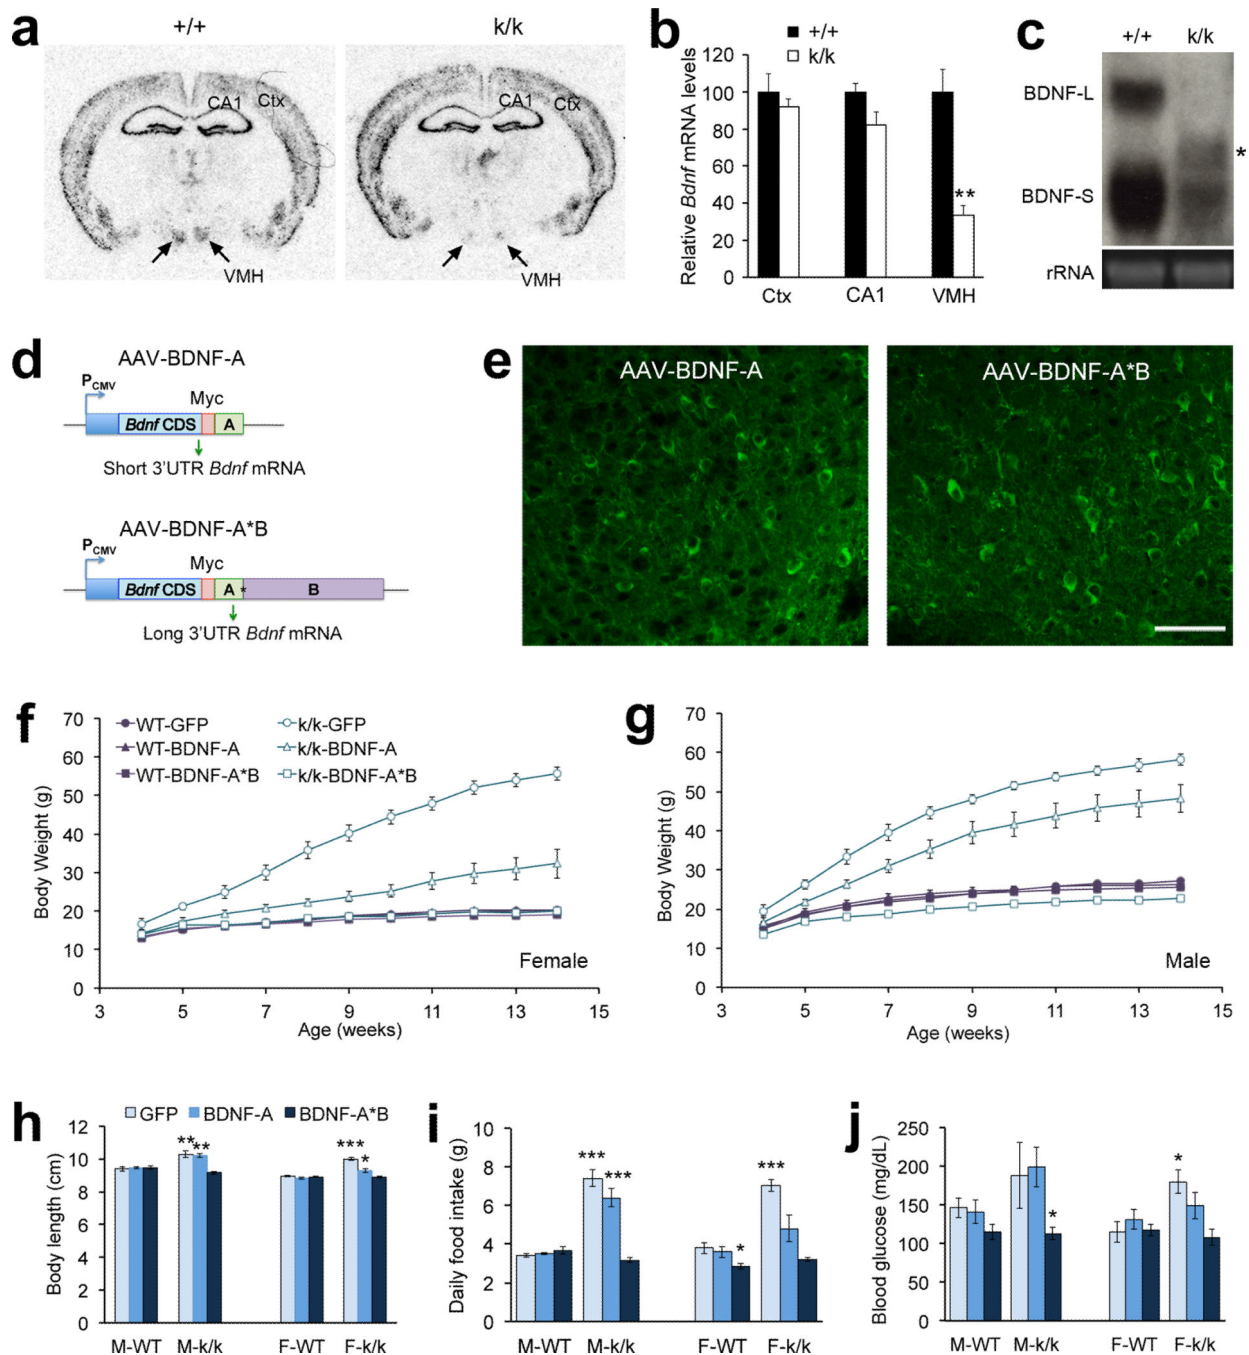 a
+/+
k/k
CA1
Ctx
CA1
Ctx
VMH
VMH
b
+/+
k/k
Relative Bdnf mRNA levels
120
100
80
60
40
20
0
**
Ctx
CA1
VMH
c
+/+
k/k
BDNF-L
*
BDNF-S
rRNA
d
AAV-BDNF-A
PCMV
Myc
Bdnf CDS
A
Short 3'UTR Bdnf mRNA
AAV-BDNF-A*B
PCMV
Myc
Bdnf CDS
A
*
B
Long 3'UTR Bdnf mRNA
e
AAV-BDNF-A
AAV-BDNF-A*B
f
WT-GFP
k/k-GFP
WT-BDNF-A
k/k-BDNF-A
WT-BDNF-A*B
k/k-BDNF-A*B
Body Weight (g)
70
60
50
40
30
20
10
0
3 5 7 9 11 13 15
Age (weeks)
Female
g
Body Weight (g)
70
60
50
40
30
20
10
0
3 5 7 9 11 13 15
Age (weeks)
Male
h
GFP
BDNF-A
BDNF-A*B
Body length (cm)
12
10
8
6
4
2
0
** ** *** *
M-WT M-k/k F-WT F-k/k
i
Daily food intake (g)
10
8
6
4
2
0
*** *** * ***
M-WT M-k/k F-WT F-k/k
j
Blood glucose (mg/dL)
250
200
150
100
50
0
* *
M-WT M-k/k F-WT F-k/k